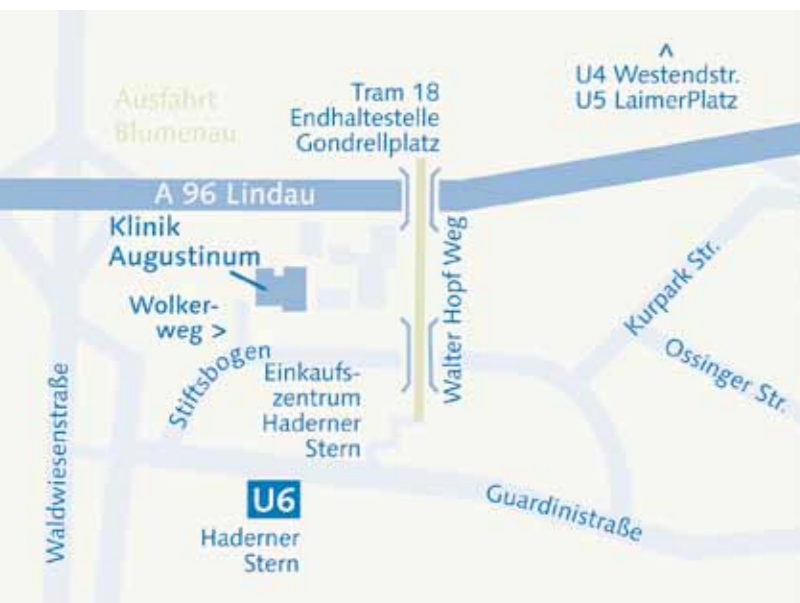 ^
U4 Westendstr.
U5 LaimerPlatz
Tram 18
Endhaltestelle
Gondrellplatz
Ausfahrt
Blumenau
A 96 Lindau
Klinik
Augustinum
Walter Hopf Weg
Kurpark Str.
Wolker-
weg >
Stiftsbogen
Ossinger Str.
Einkaufs-
zentrum
Haderner
Stern
Waldwiesenstraße
U6
Haderner
Stern
Guardinistraße